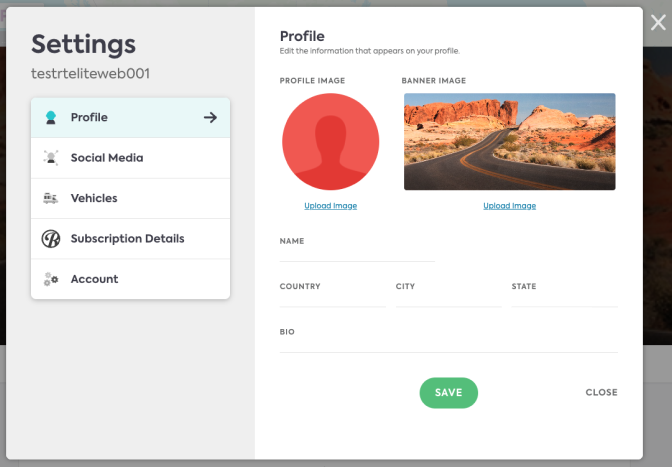 Settings
testrteliteweb001
Profile
Social Media
Vehicles
Subscription Details
Account
Profile
Edit the information that appears on your profile.
PROFILE IMAGE
BANNER IMAGE
Upload Image
Upload Image
NAME
COUNTRY
CITY
STATE
BIO
SAVE
CLOSE